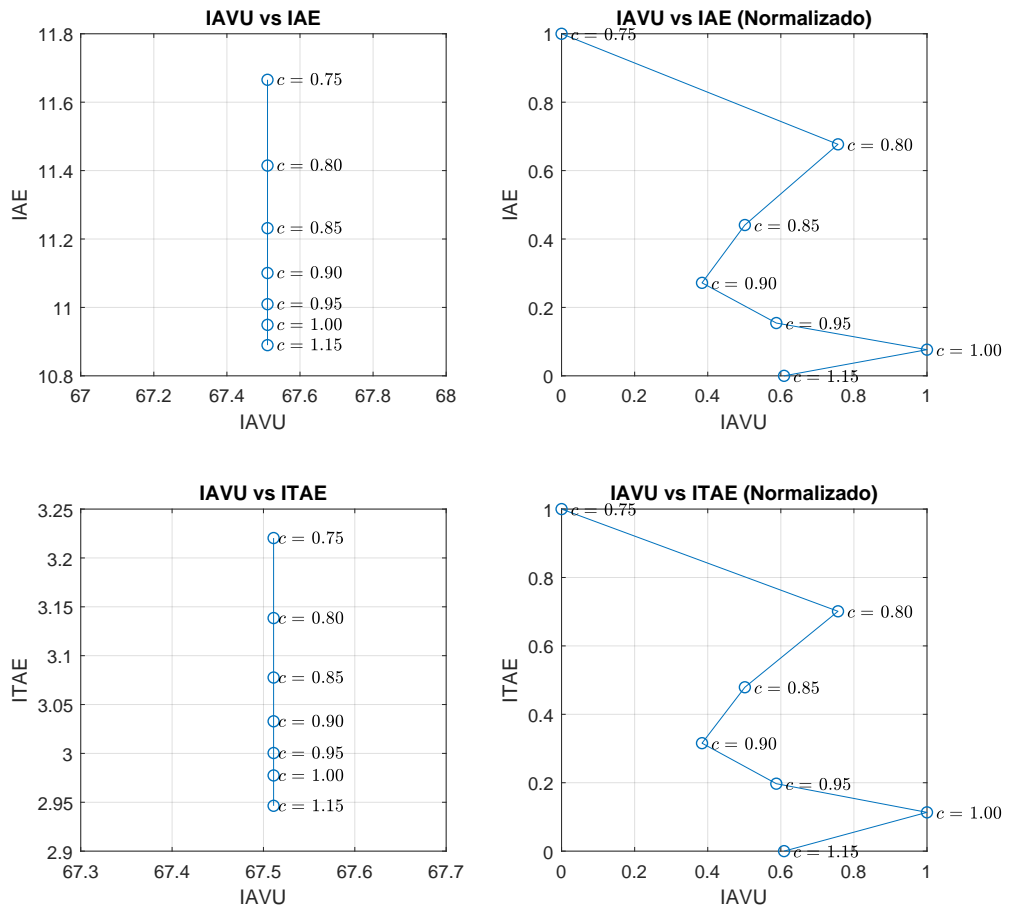 IAVU vs IAE
11.8
11.6
11.4
11.2
11
10.8
IAE
c = 0.75
c = 0.80
c = 0.85
c = 0.90
c = 0.95
c = 1.00
c = 1.15
67 67.2 67.4 67.6 67.8 68
IAVU
IAVU vs IAE (Normalizado)
1
0.8
0.6
0.4
0.2
0
IAE
c = 0.75
c = 0.80
c = 0.85
c = 0.90
c = 0.95
c = 1.00
c = 1.15
0 0.2 0.4 0.6 0.8 1
IAVU
IAVU vs ITAE
3.25
3.2
3.15
3.1
3.05
3
2.95
2.9
ITAE
c = 0.75
c = 0.80
c = 0.85
c = 0.90
c = 0.95
c = 1.00
c = 1.15
67.3 67.4 67.5 67.6 67.7
IAVU
IAVU vs ITAE (Normalizado)
1
0.8
0.6
0.4
0.2
0
ITAE
c = 0.75
c = 0.80
c = 0.85
c = 0.90
c = 0.95
c = 1.00
c = 1.15
0 0.2 0.4 0.6 0.8 1
IAVU